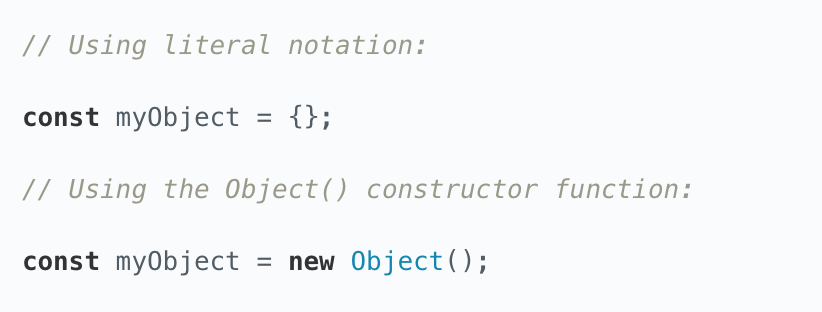 // Using literal notation:
const myObject = {};
// Using the Object() constructor function:
const myObject = new Object();